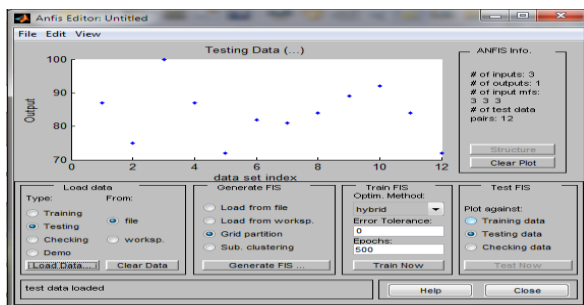 Anfis Editor: Untitled
File Edit View
Testing Data (...)
100
90
80
70
Output
0 2 4 6 8 10 12
data set index
ANFIS Info.
# of inputs: 3
# of outputs: 1
# of input mfs:
3 3 3
# of test data
pairs: 12
Structure
Clear Plot
Load data
Type:
From:
Training
Testing
Checking
Demo
file
worksp.
Load Data...
Clear Data
Generate FIS
Load from file
Load from worksp.
Grid partition
Sub. clustering
Generate FIS ...
Train FIS
Optim. Method:
hybrid
Error Tolerance:
0
Epochs:
500
Train Now
Test FIS
Plot against:
Training data
Testing data
Checking data
Test Now
test data loaded
Help
Close